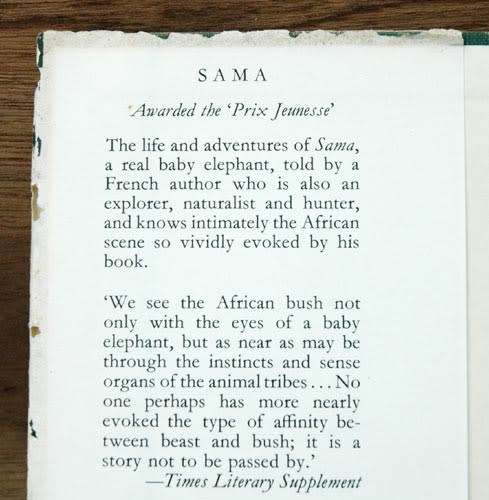 SAMA
Awarded the ‘Prix Jeunesse’
The life and adventures of Sama,
a real baby elephant, told by a
French author who is also an
explorer, naturalist and hunter,
and knows intimately the African
scene so vividly evoked by his
book.
‘We see the African bush not
only with the eyes of a baby
elephant, but as near as may be
through the instincts and sense
organs of the animal tribes ... No
one perhaps has more nearly
evoked the type of affinity be-
tween beast and bush; it is a
story not to be passed by.’
—Times Literary Supplement